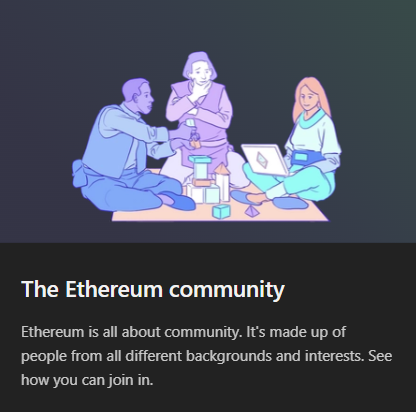 The Ethereum community
Ethereum is all about community. It's made up of
people from all different backgrounds and interests. See
how you can join in.